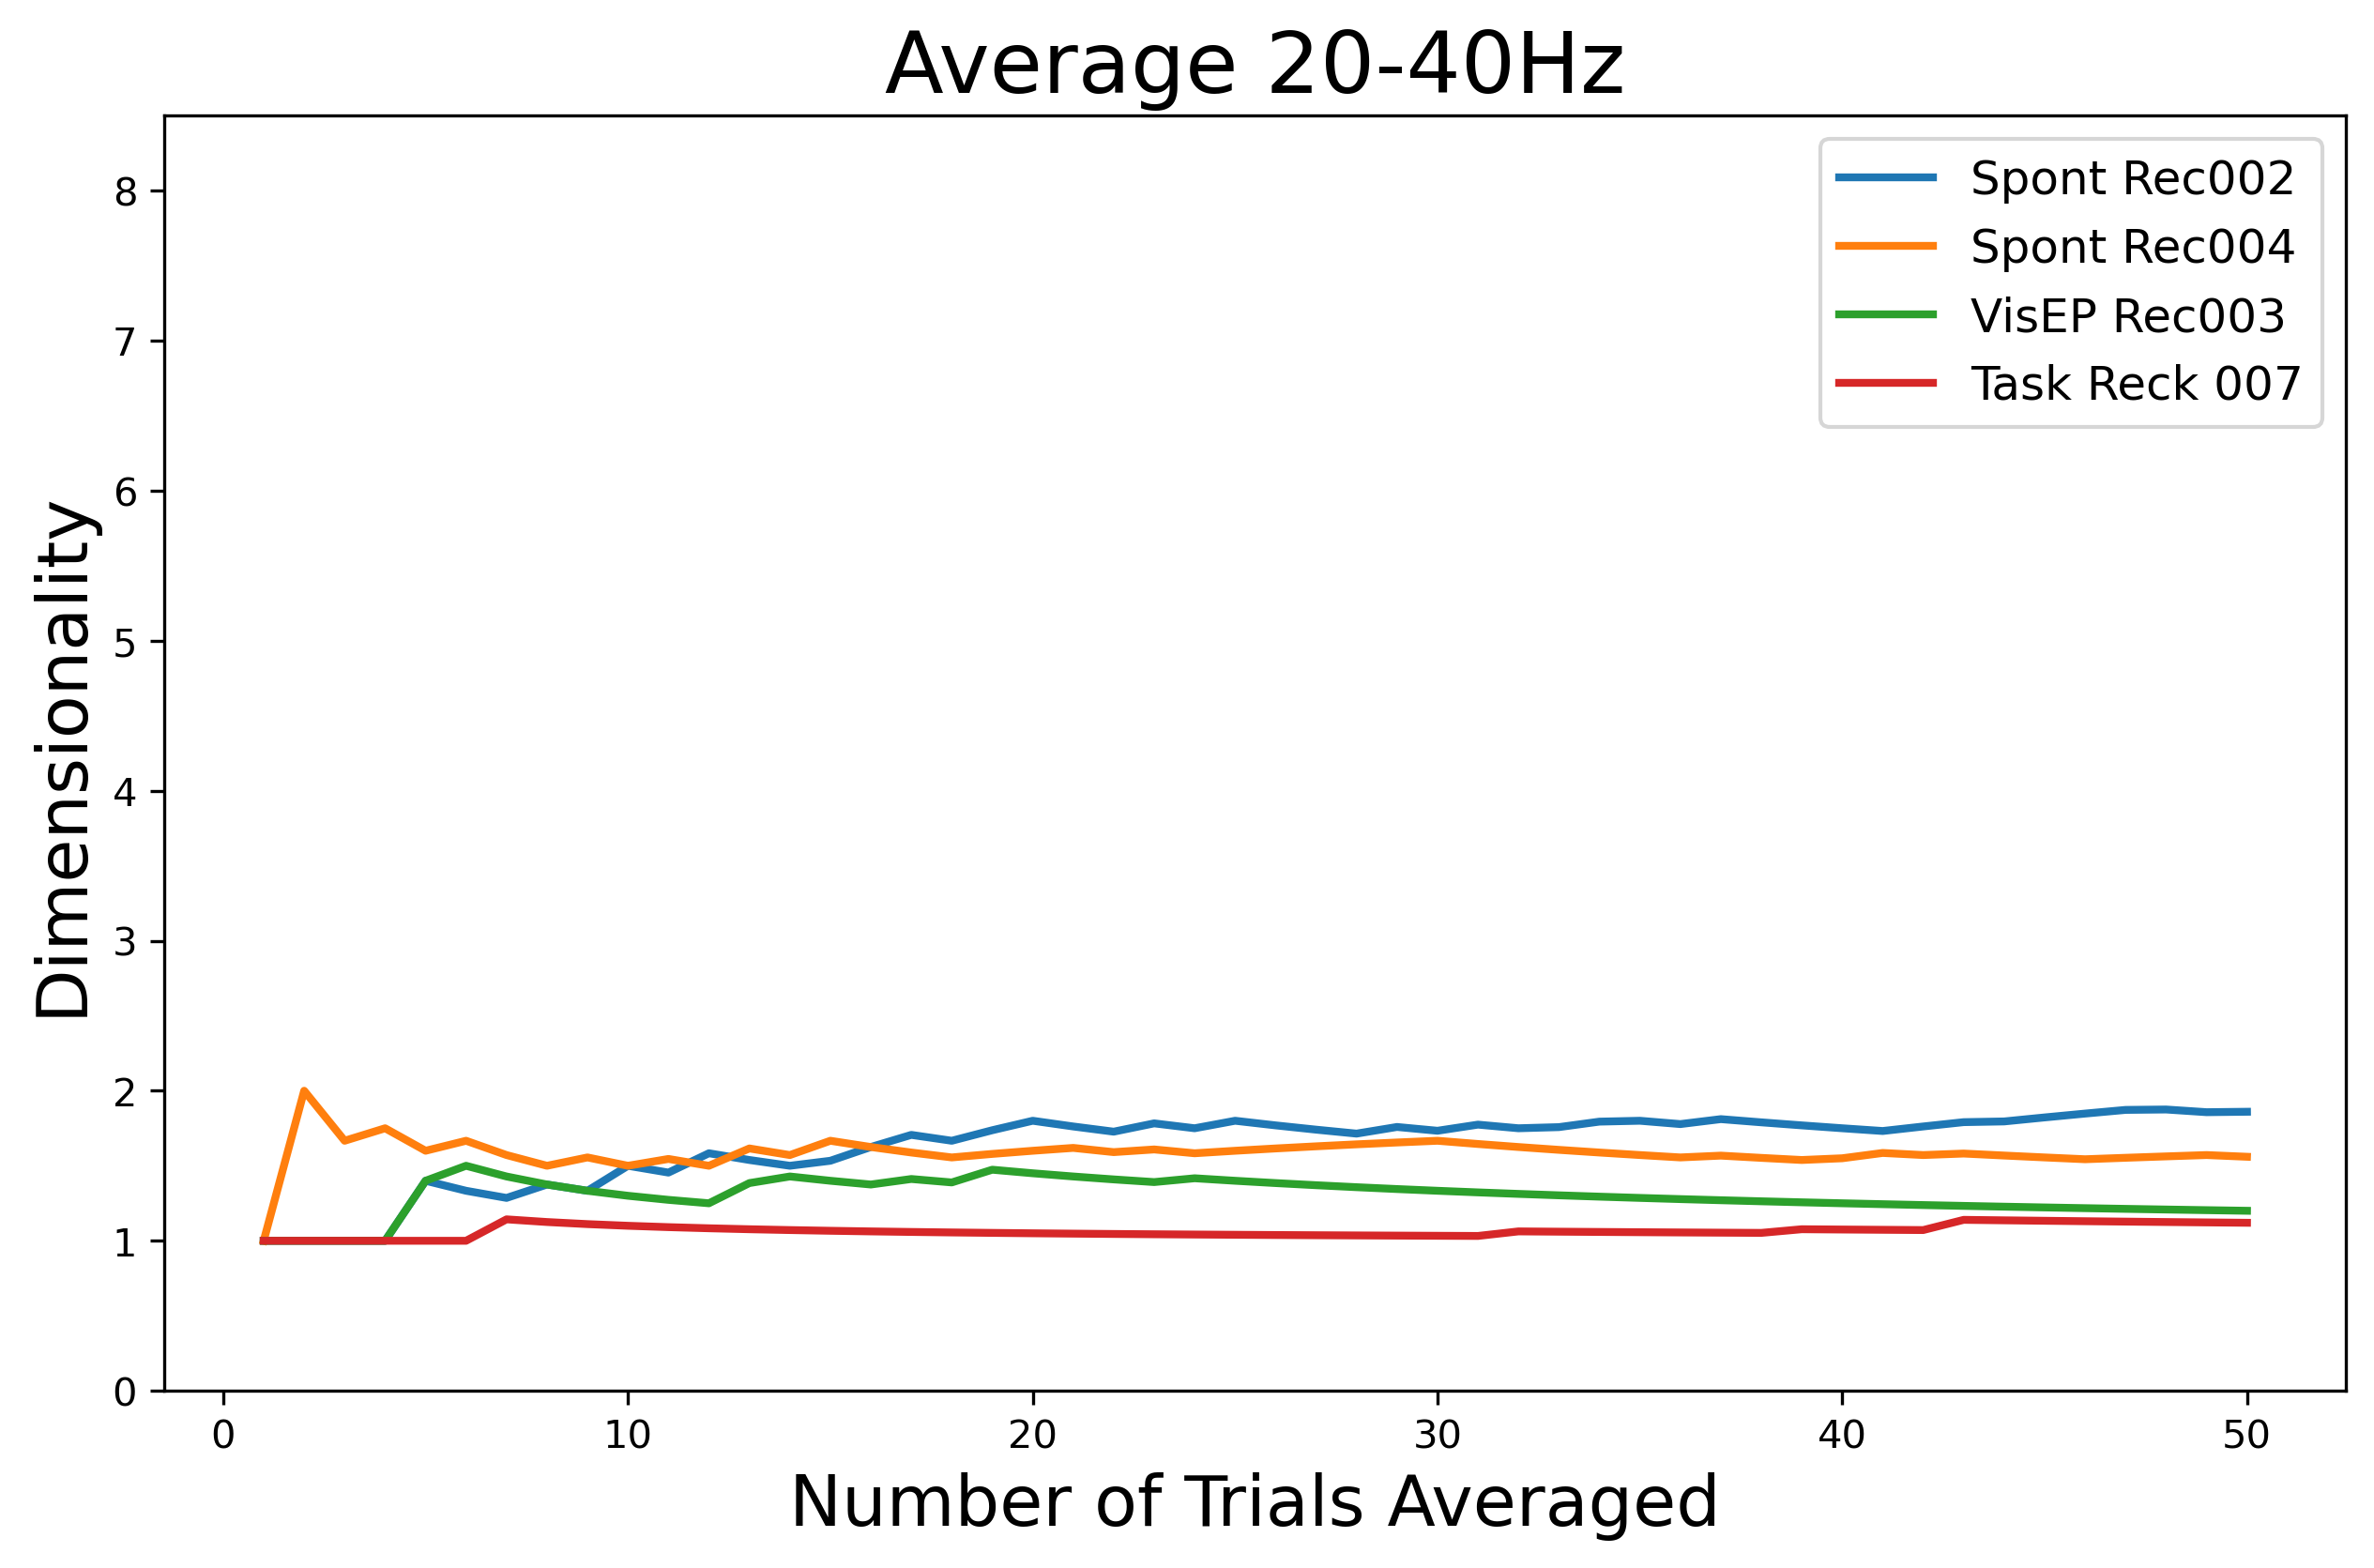 Average 20-40Hz
Spont Rec002
Spont Rec004
VisEP Rec003
Task Reck 007
Dimensionality
8
7
6
5
4
3
2
1
0
0 10 20 30 40 50
Number of Trials Averaged